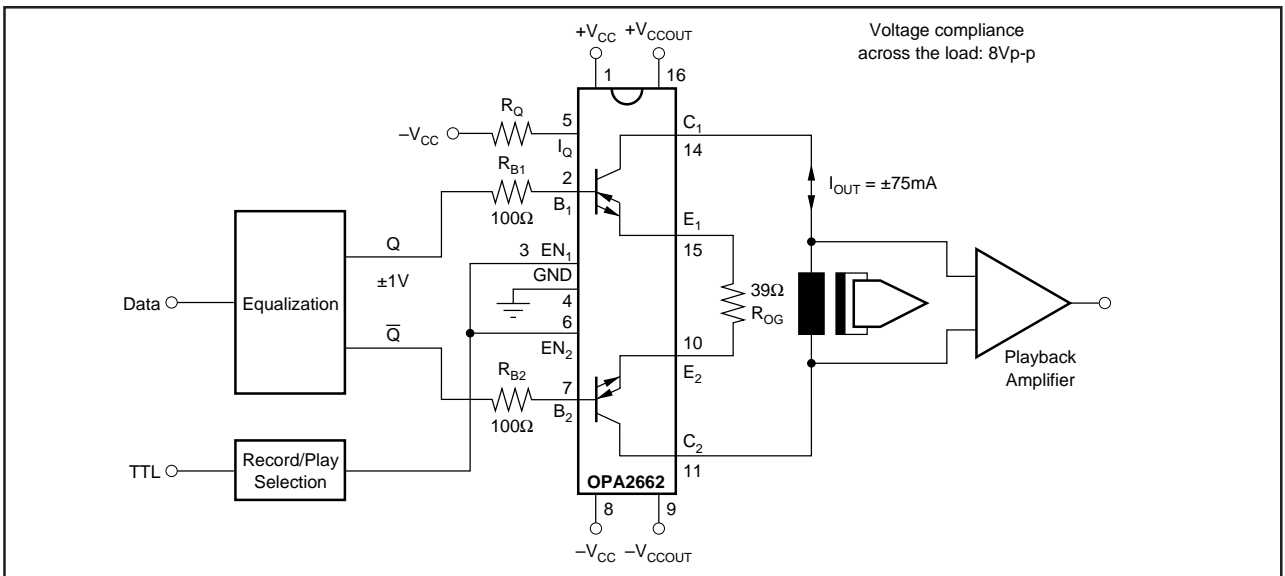 +VCC
+VCCOUT
Voltage compliance
across the load: 8Vp-p
1
16
RQ
5
–VCC
IQ
C1
14
RB1
2
B1
100Ω
IOUT = ±75mA
E1
15
Q
±1V
3 EN1
GND
4
Data
Equalization
39Ω
ROG
6
EN2
Q̅
10
E2
Playback
Amplifier
RB2
7
B2
100Ω
C2
11
TTL
Record/Play
Selection
OPA2662
8
9
–VCC
–VCCOUT